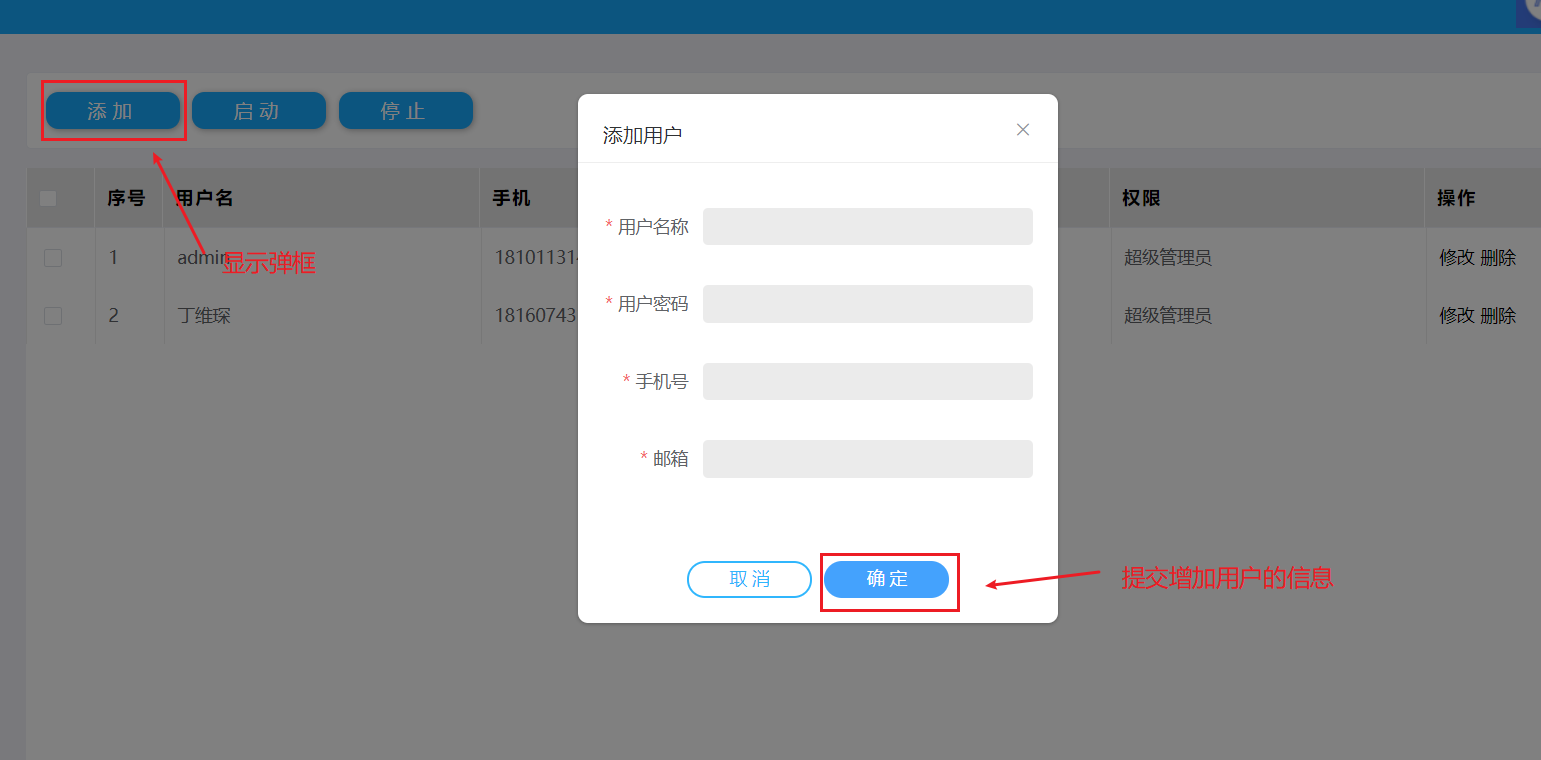 添加 启动 停止
添加用户
序号 用户名 手机 权限 操作
* 用户名称
1 admin 超级管理员 修改 删除
显示弹框
* 用户密码
2 丁维琛 18160743 超级管理员 修改 删除
* 手机号
* 邮箱
取消 确定
提交增加用户的信息